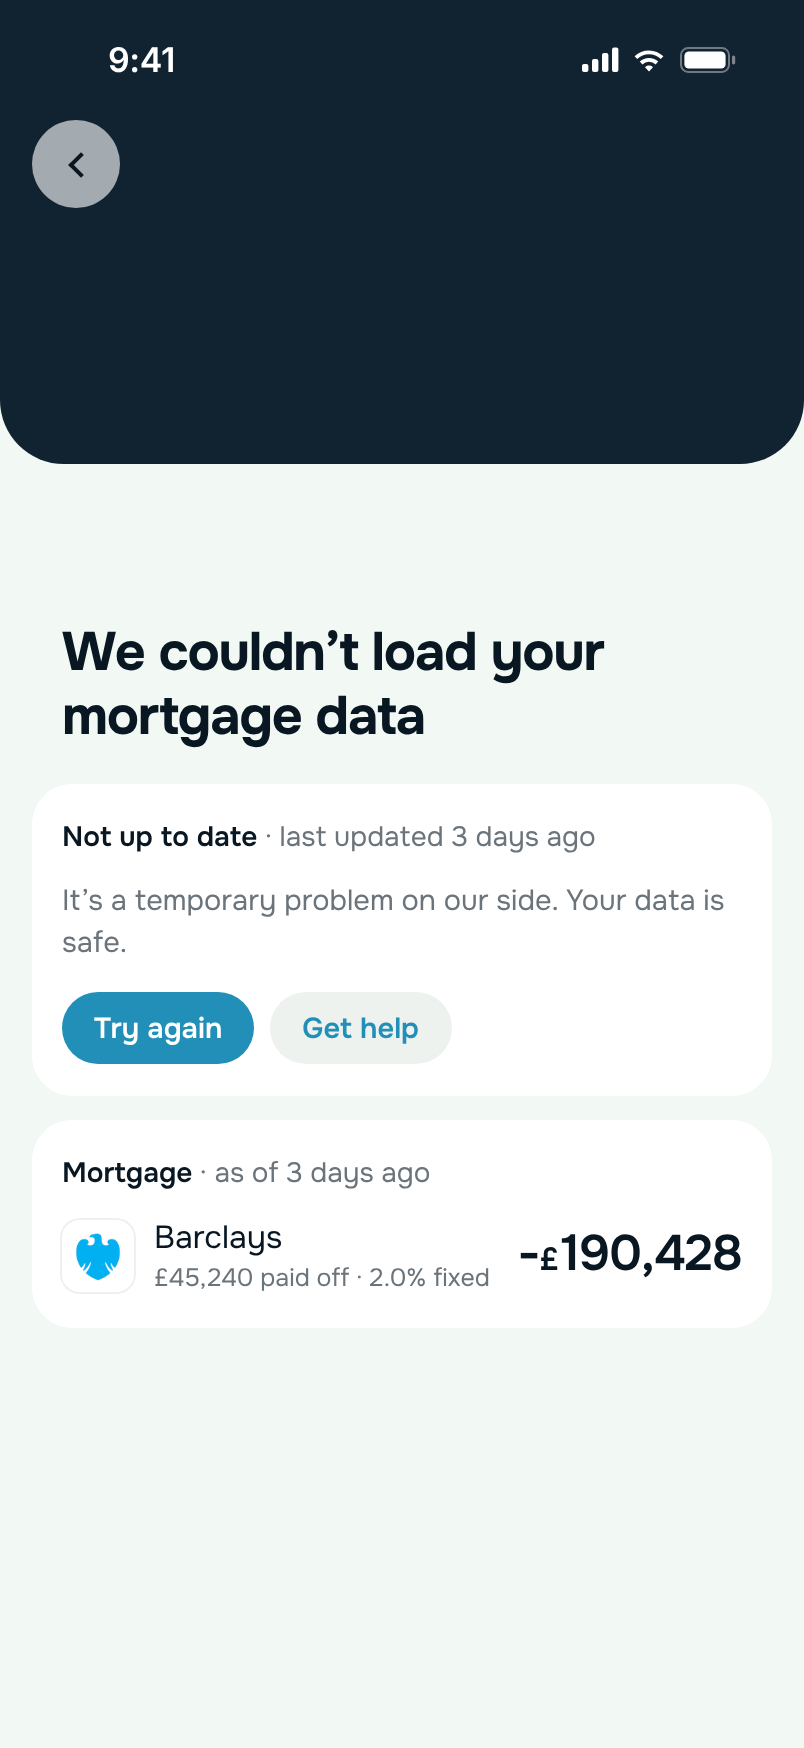 9:41
We couldn’t load your
mortgage data
Not up to date · last updated 3 days ago
It’s a temporary problem on our side. Your data is
safe.
Try again
Get help
Mortgage · as of 3 days ago
Barclays
£45,240 paid off · 2.0% fixed
-£190,428